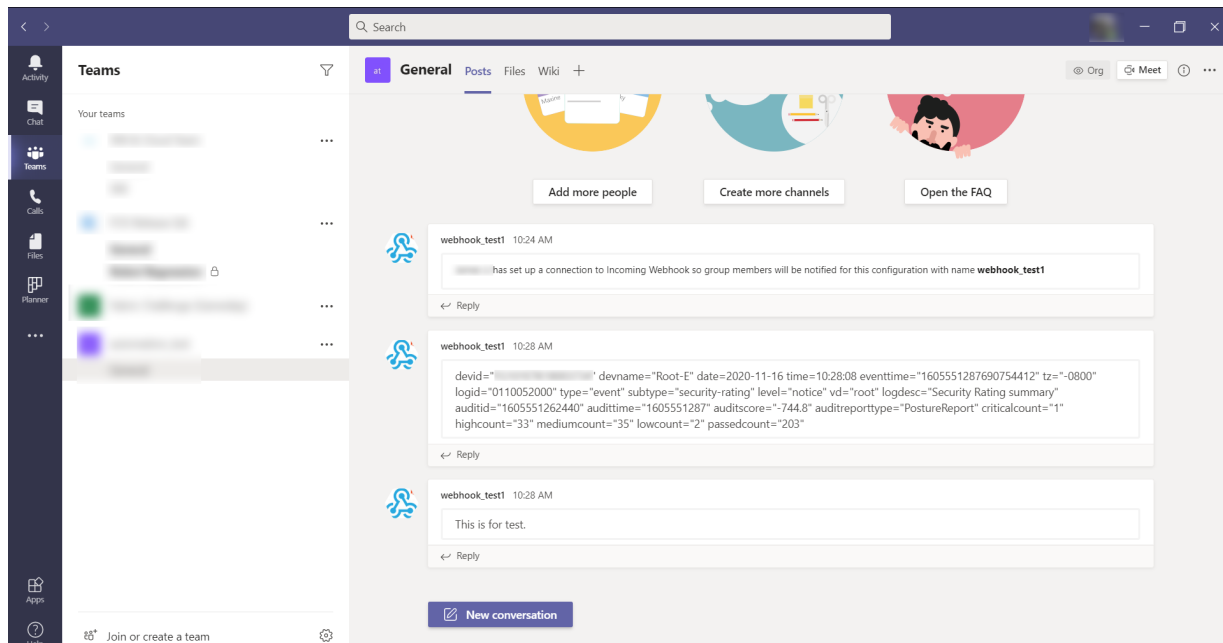 Search
Activity
Chat
Teams
Calls
Files
Planner
Apps
Teams
Your teams
Join or create a team
at General Posts Files Wiki
Org Meet
Add more people Create more channels Open the FAQ
webhook_test1 10:24 AM
has set up a connection to Incoming Webhook so group members will be notified for this configuration with name webhook_test1
Reply
webhook_test1 10:28 AM
devid=" ' devname="Root-E" date=2020-11-16 time=10:28:08 eventtime="1605551287690754412" tz="-0800"
logid="0110052000" type="event" subtype="security-rating" level="notice" vd="root" logdesc="Security Rating summary"
auditid="1605551262440" audittime="1605551287" auditscore="-744.8" auditreporttype="PostureReport" criticalcount="1"
highcount="33" mediumcount="35" lowcount="2" passedcount="203"
Reply
webhook_test1 10:28 AM
This is for test.
Reply
New conversation